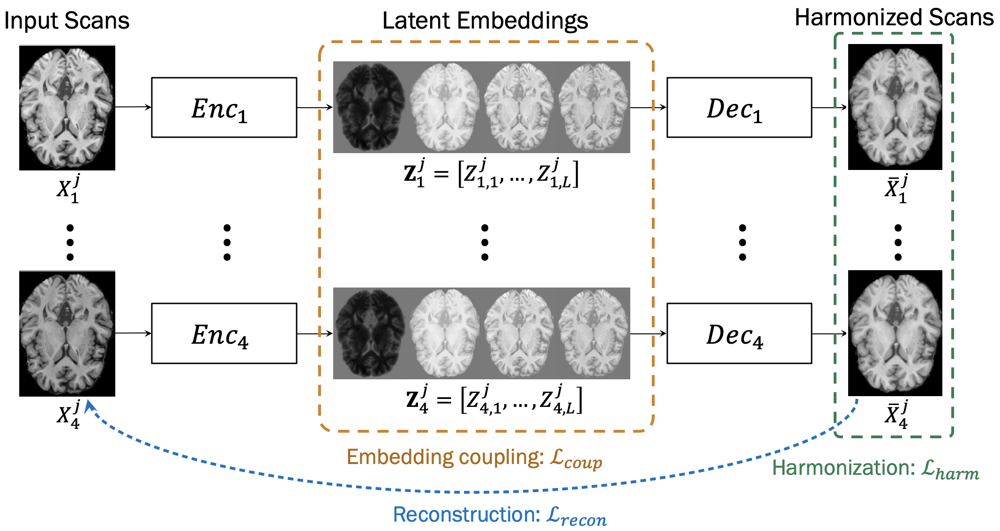 Input Scans
Latent Embeddings
Harmonized Scans
Enc₁
Dec₁
X₁ʲ
𝐙₁ʲ = [Z₁,₁ʲ, …, Z₁,Lʲ]
X̄₁ʲ
Enc₄
Dec₄
X₄ʲ
𝐙₄ʲ = [Z₄,₁ʲ, …, Z₄,Lʲ]
X̄₄ʲ
Embedding coupling: ℒcoup
Harmonization: ℒharm
Reconstruction: ℒrecon